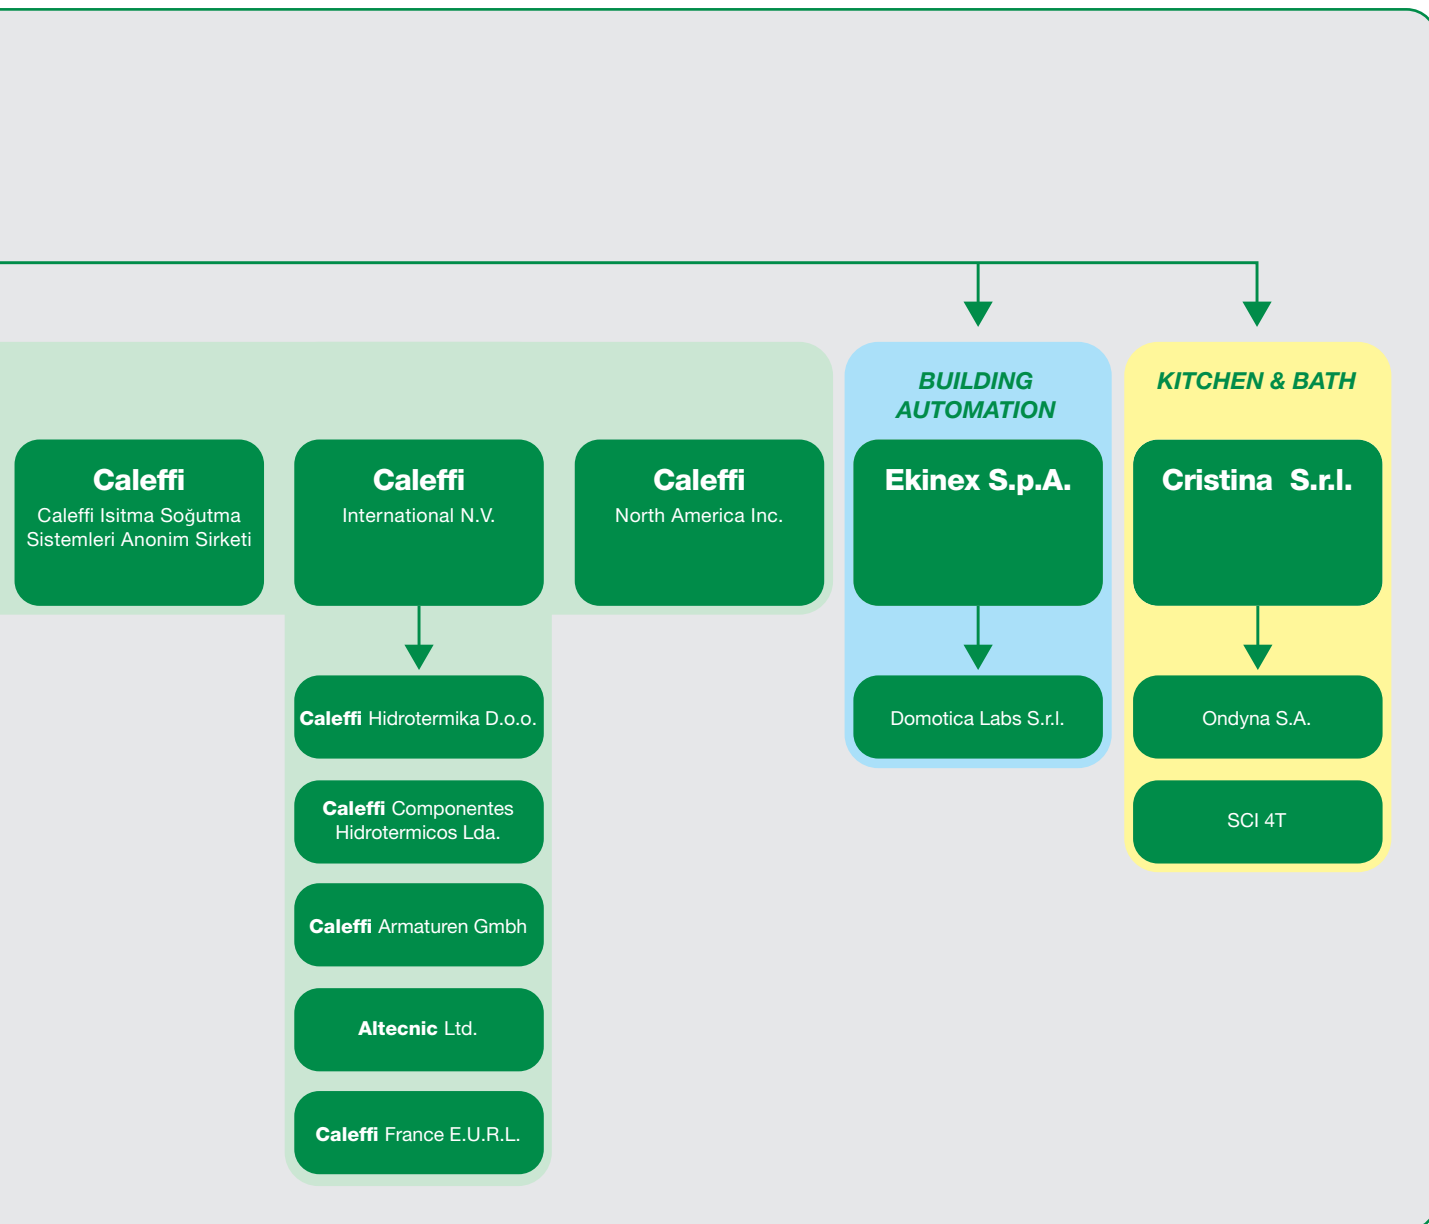 BUILDING
AUTOMATION
KITCHEN & BATH
Caleffi
Caleffi Isitma Soğutma
Sistemleri Anonim Sirketi
Caleffi
International N.V.
Caleffi
North America Inc.
Ekinex S.p.A.
Cristina S.r.l.
Caleffi Hidrotermika D.o.o.
Caleffi Componentes
Hidrotermicos Lda.
Caleffi Armaturen Gmbh
Altecnic Ltd.
Caleffi France E.U.R.L.
Domotica Labs S.r.l.
Ondyna S.A.
SCI 4T